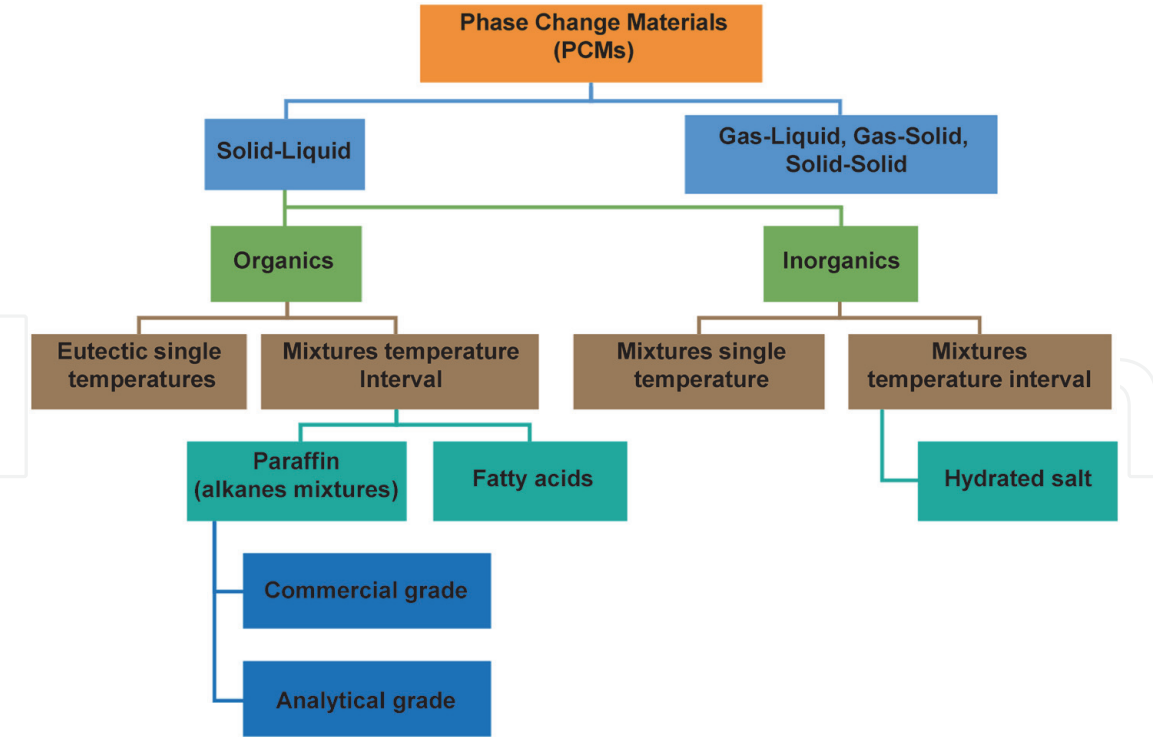 Phase Change Materials
(PCMs)
Solid-Liquid
Gas-Liquid, Gas-Solid,
Solid-Solid
Organics
Inorganics
Eutectic single
temperatures
Mixtures temperature
Interval
Mixtures single
temperature
Mixtures
temperature interval
Paraffin
(alkanes mixtures)
Fatty acids
Hydrated salt
Commercial grade
Analytical grade